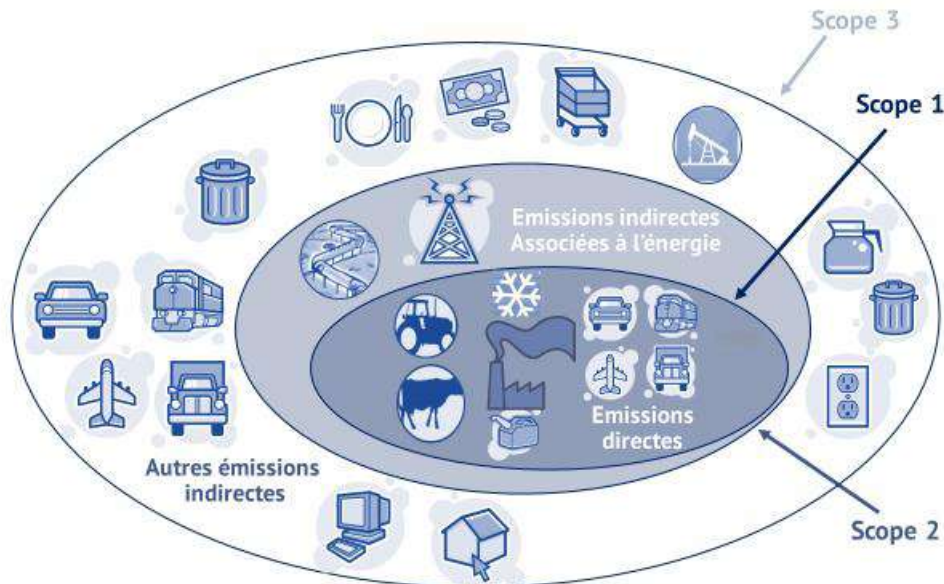 Scope 3
Scope 1
Emissions indirectes
Associées à l'énergie
Emissions
directes
Autres émissions
indirectes
Scope 2